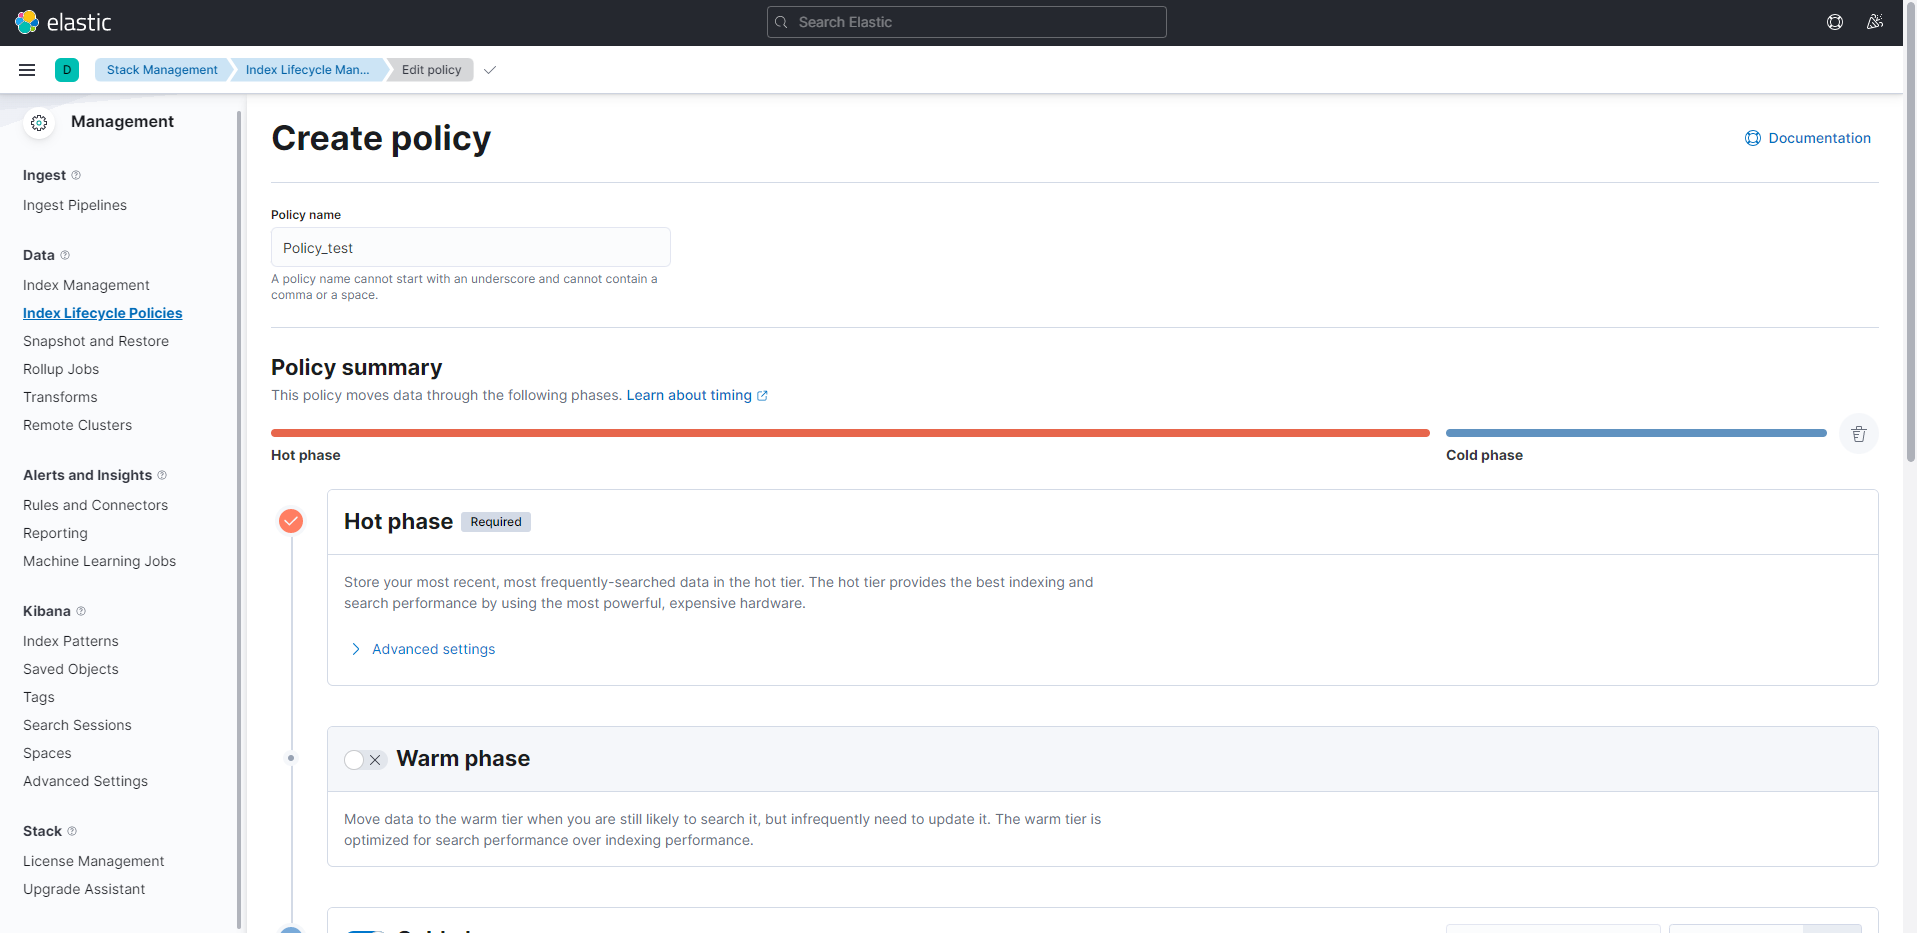 elastic
Search Elastic
D
Stack Management
Index Lifecycle Man...
Edit policy
Management
Ingest
Ingest Pipelines
Data
Index Management
Index Lifecycle Policies
Snapshot and Restore
Rollup Jobs
Transforms
Remote Clusters
Alerts and Insights
Rules and Connectors
Reporting
Machine Learning Jobs
Kibana
Index Patterns
Saved Objects
Tags
Search Sessions
Spaces
Advanced Settings
Stack
License Management
Upgrade Assistant
Create policy
Documentation
Policy name
Policy_test
A policy name cannot start with an underscore and cannot contain a
comma or a space.
Policy summary
This policy moves data through the following phases. Learn about timing
Hot phase
Cold phase
Hot phase Required
Store your most recent, most frequently-searched data in the hot tier. The hot tier provides the best indexing and
search performance by using the most powerful, expensive hardware.
Advanced settings
Warm phase
Move data to the warm tier when you are still likely to search it, but infrequently need to update it. The warm tier is
optimized for search performance over indexing performance.